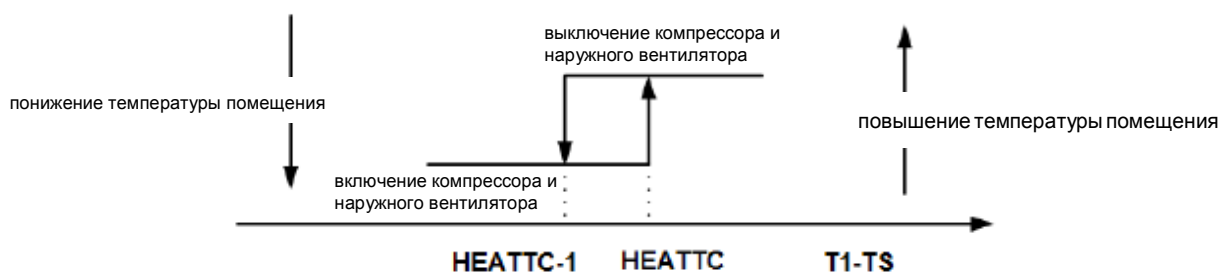 выключение компрессора и
наружного вентилятора
понижение температуры помещения
повышение температуры помещения
включение компрессора и
наружного вентилятора
HEATTC-1 HEATTC T1-TS